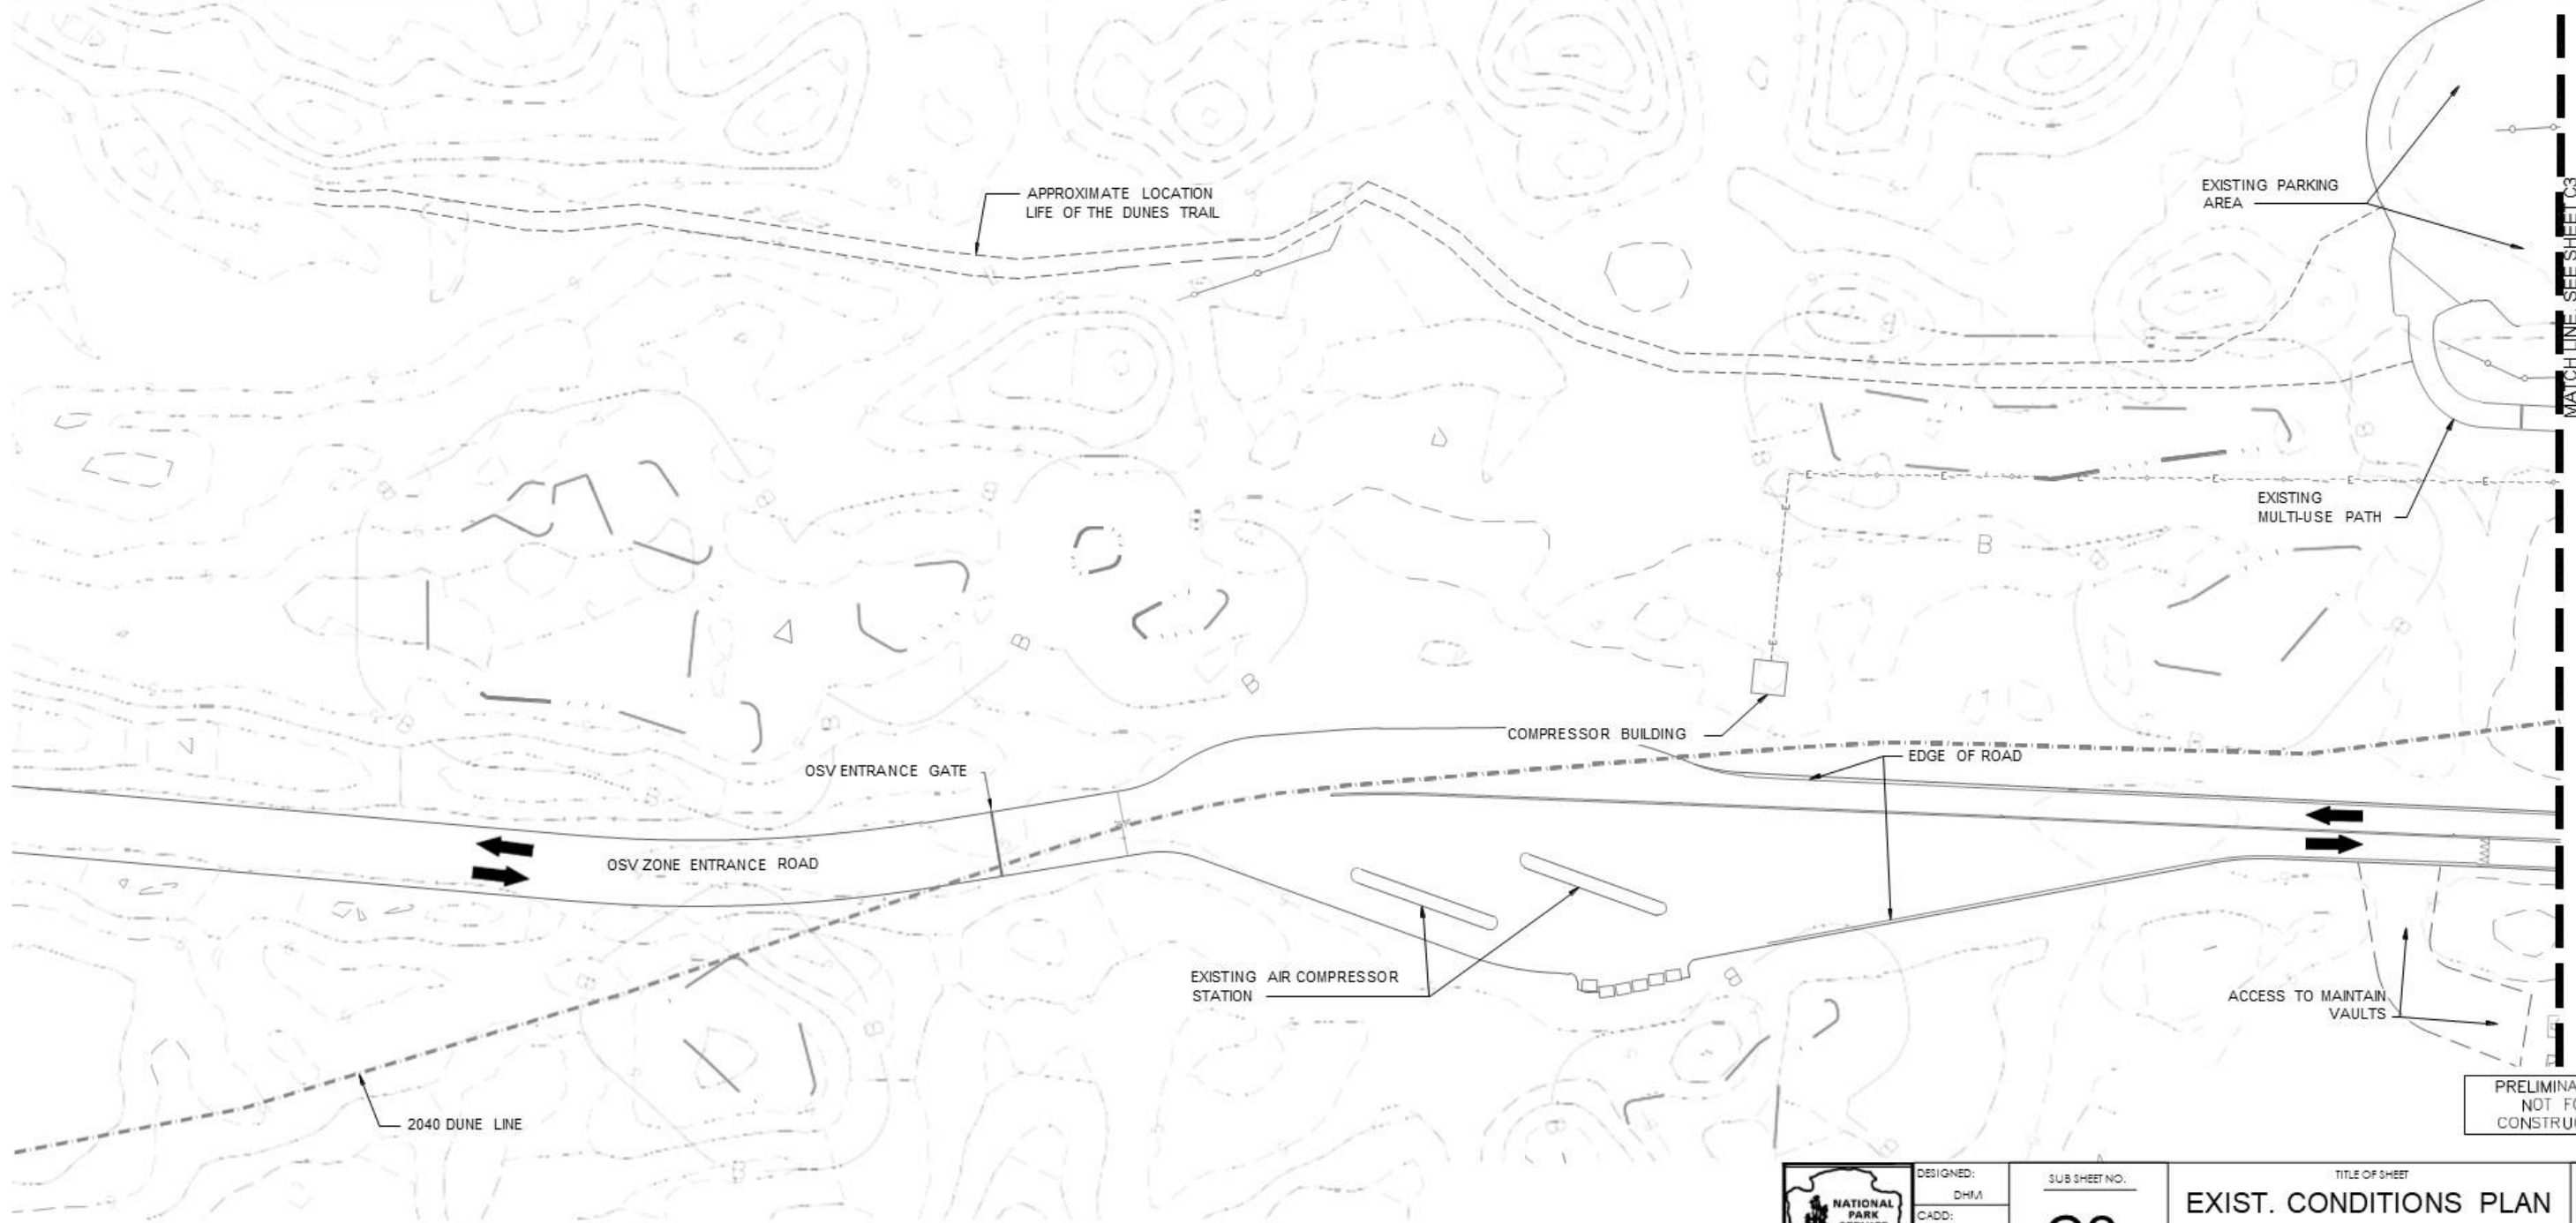 APPROXIMATE LOCATION
LIFE OF THE DUNES TRAIL
EXISTING PARKING
AREA
MATCH LINE, SEE SHEET C3
EXISTING
MULTI-USE PATH
E
E
E
E
E
E
E
E
B
B
B
B
COMPRESSOR BUILDING
EDGE OF ROAD
OSV ENTRANCE GATE
OSV ZONE ENTRANCE ROAD
EXISTING AIR COMPRESSOR
STATION
ACCESS TO MAINTAIN
VAULTS
2040 DUNE LINE
NOT
NATIONAL
PARK
DESIGNED:
DHM
CADD:
SUB SHEET NO.
TITLE OF SHEET
EXIST. CONDITIONS PLAN